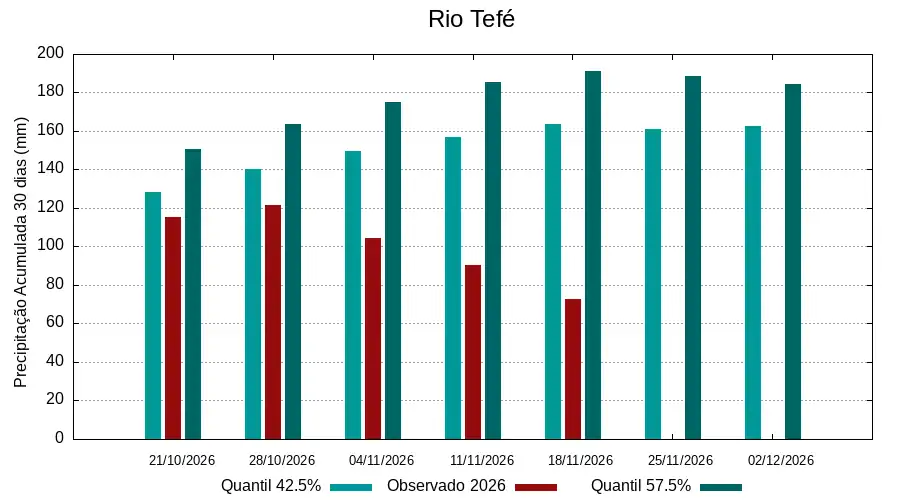 Rio Tefé
Precipitação Acumulada 30 dias (mm)
200
180
160
140
120
100
80
60
40
20
0
21/10/2026 28/10/2026 04/11/2026 11/11/2026 18/11/2026 25/11/2026 02/12/2026
Quantil 42.5% Observado 2026 Quantil 57.5%